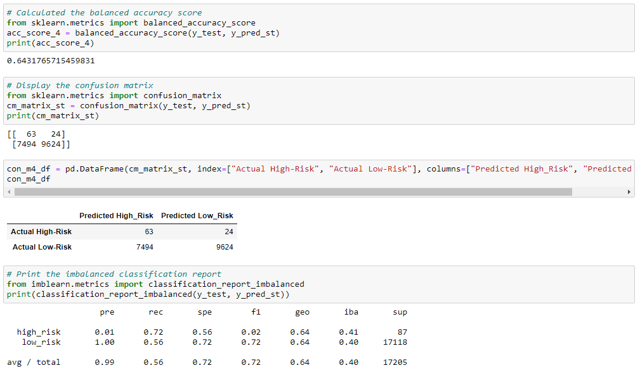 # Calculated the balanced accuracy score
from sklearn.metrics import balanced_accuracy_score
acc_score_4 = balanced_accuracy_score(y_test, y_pred_st)
print(acc_score_4)
0.6431765715459831
# Display the confusion matrix
from sklearn.metrics import confusion_matrix
cm_matrix_st = confusion_matrix(y_test, y_pred_st)
print(cm_matrix_st)
[[  63   24]
 [7494 9624]]
con_m4_df = pd.DataFrame(cm_matrix_st, index=["Actual High-Risk", "Actual Low-Risk"], columns=["Predicted High_Risk", "Predicted
con_m4_df
Predicted High_Risk Predicted Low_Risk
Actual High-Risk 63 24
Actual Low-Risk 7494 9624
# Print the imbalanced classification report
from imblearn.metrics import classification_report_imbalanced
print(classification_report_imbalanced(y_test, y_pred_st))
pre rec spe f1 geo iba sup
high_risk 0.01 0.72 0.56 0.02 0.64 0.41 87
low_risk 1.00 0.56 0.72 0.72 0.64 0.40 17118
avg / total 0.99 0.56 0.72 0.72 0.64 0.40 17205